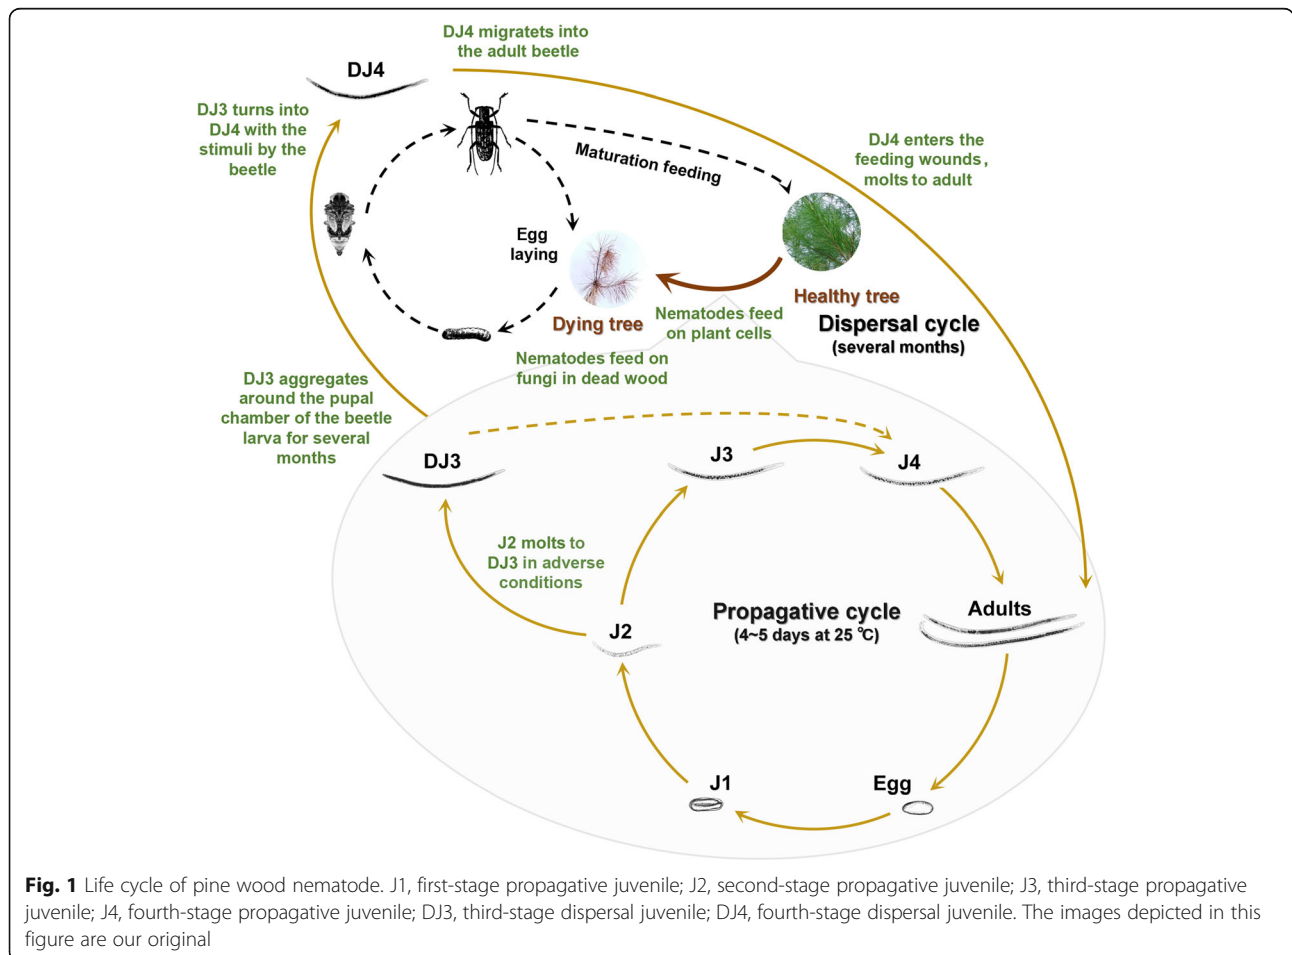 DJ4 migratets into
the adult beetle
DJ4
DJ3 turns into
DJ4 with the
stimuli by the
beetle
Maturation feeding
DJ4 enters the
feeding wounds,
molts to adult
Egg
laying
Healthy tree
Dying tree
Nematodes feed
on plant cells
Dispersal cycle
(several months)
Nematodes feed on
fungi in dead wood
DJ3 aggregates
around the pupal
chamber of the beetle
larva for several
months
DJ3
J3
J4
J2 molts to
DJ3 in adverse
conditions
J2
Propagative cycle
(4~5 days at 25 ℃)
Adults
J1
Egg
Fig. 1 Life cycle of pine wood nematode. J1, first-stage propagative juvenile; J2, second-stage propagative juvenile; J3, third-stage propagative
juvenile; J4, fourth-stage propagative juvenile; DJ3, third-stage dispersal juvenile; DJ4, fourth-stage dispersal juvenile. The images depicted in this
figure are our original